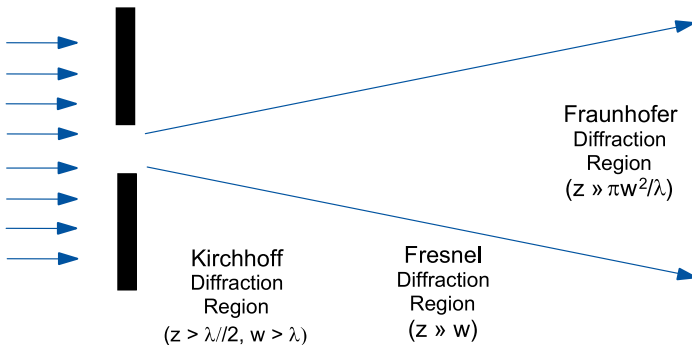 Fraunhofer
Diffraction
Region
(z » πw²/λ)
Kirchhoff
Diffraction
Region
(z > λ//2, w > λ)
Fresnel
Diffraction
Region
(z » w)